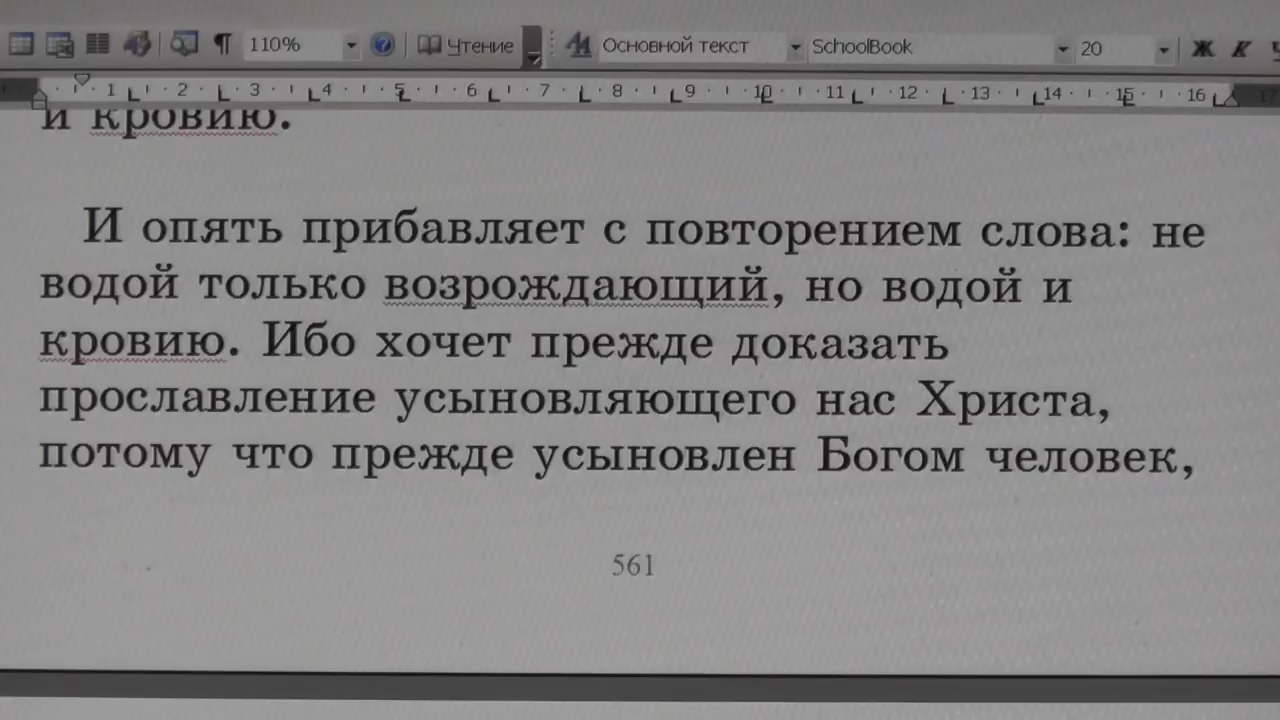 110%
Чтение
Основной текст
SchoolBook
20
Ж К
1 2 3 4 5 6 7 8 9 10 11 12 13 14 15 16 17
и кровию.
И опять прибавляет с повторением слова: не
водой только возрождающий, но водой и
кровию. Ибо хочет прежде доказать
прославление усыновляющего нас Христа,
потому что прежде усыновлен Богом человек,
561